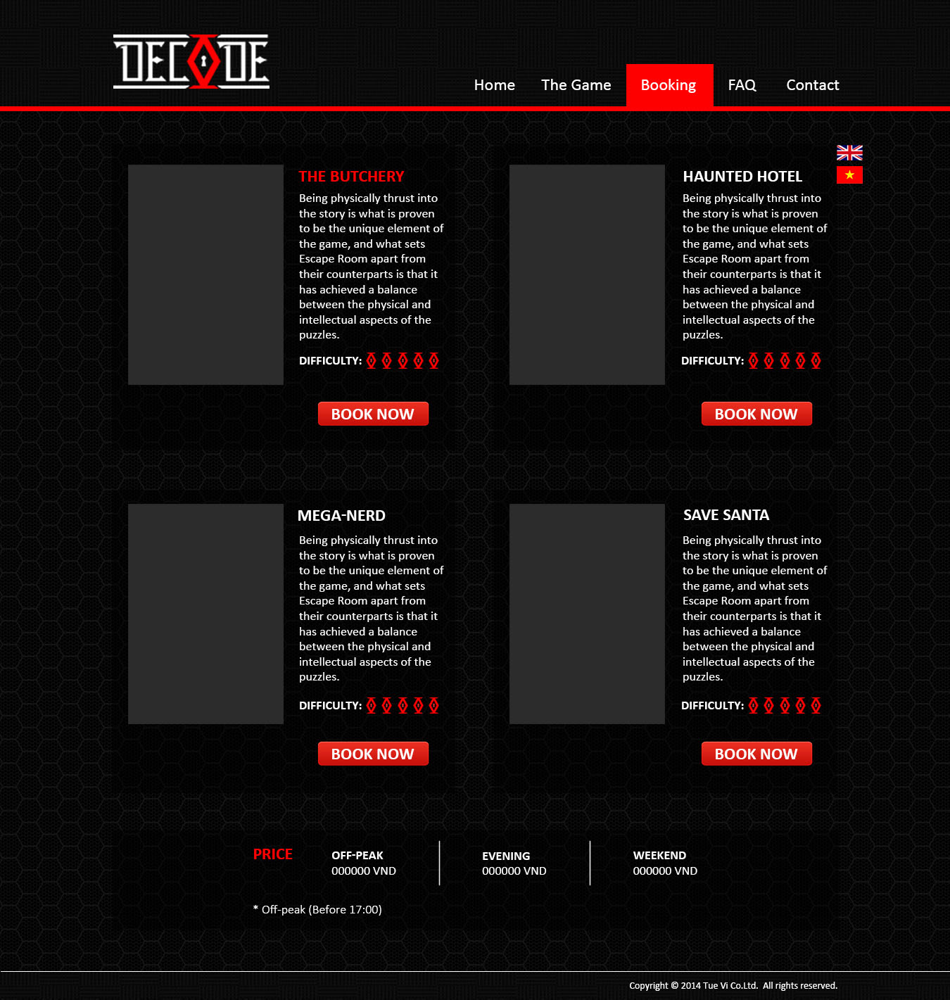 DECODE
Home
The Game
Booking
FAQ
Contact
THE BUTCHERY
Being physically thrust into
the story is what is proven
to be the unique element of
the game, and what sets
Escape Room apart from
their counterparts is that it
has achieved a balance
between the physical and
intellectual aspects of the
puzzles.
DIFFICULTY:
BOOK NOW
HAUNTED HOTEL
Being physically thrust into
the story is what is proven
to be the unique element of
the game, and what sets
Escape Room apart from
their counterparts is that it
has achieved a balance
between the physical and
intellectual aspects of the
puzzles.
DIFFICULTY:
BOOK NOW
MEGA-NERD
Being physically thrust into
the story is what is proven
to be the unique element of
the game, and what sets
Escape Room apart from
their counterparts is that it
has achieved a balance
between the physical and
intellectual aspects of the
puzzles.
DIFFICULTY:
BOOK NOW
SAVE SANTA
Being physically thrust into
the story is what is proven
to be the unique element of
the game, and what sets
Escape Room apart from
their counterparts is that it
has achieved a balance
between the physical and
intellectual aspects of the
puzzles.
DIFFICULTY:
BOOK NOW
PRICE
OFF-PEAK
000000 VND
EVENING
000000 VND
WEEKEND
000000 VND
* Off-peak (Before 17:00)
Copyright © 2014 Tue Vi Co.Ltd.  All rights reserved.